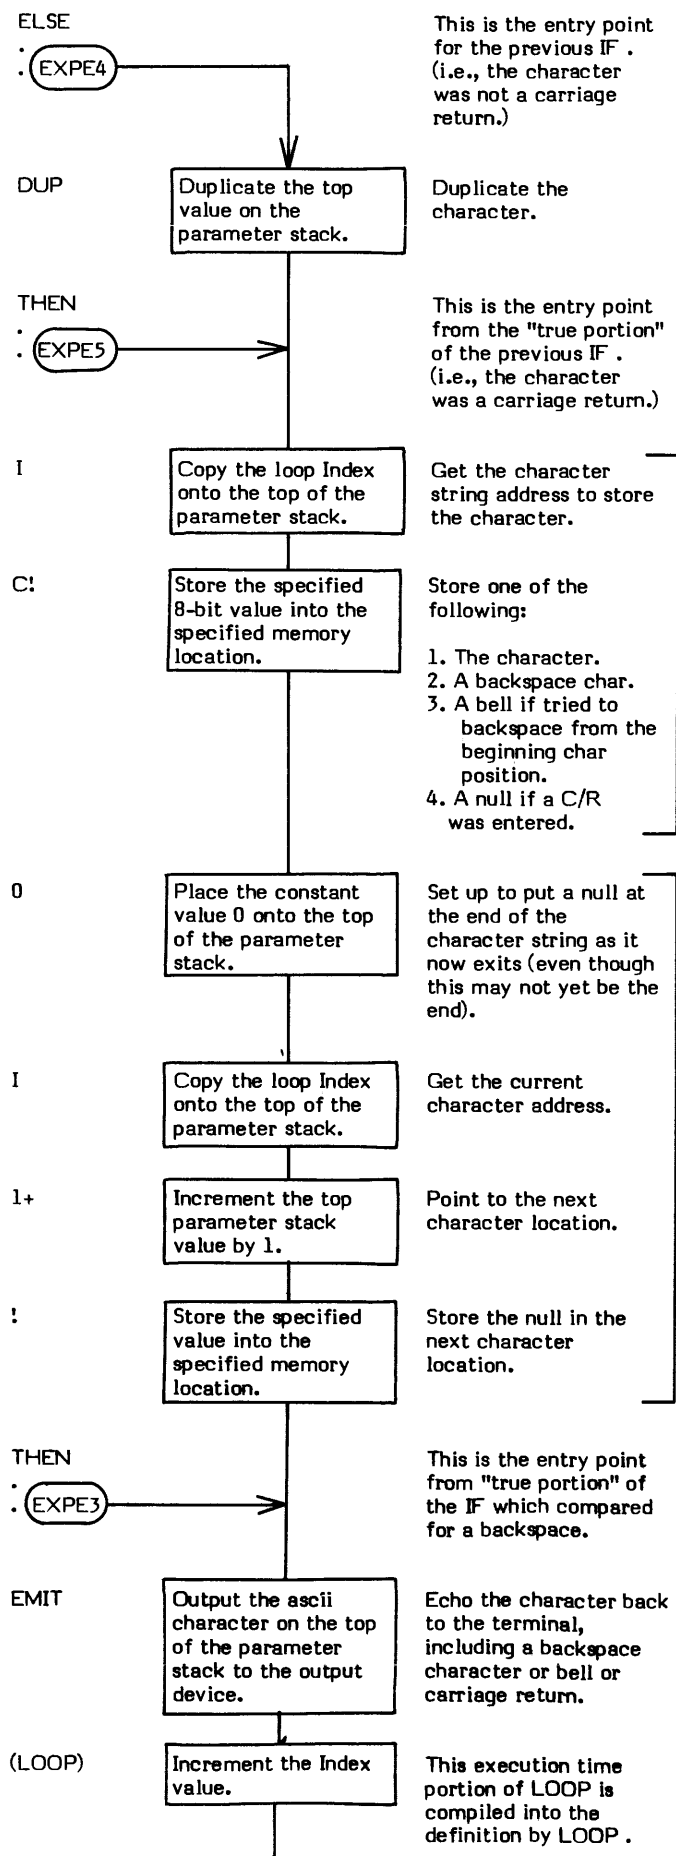 ELSE
This is the entry point
for the previous IF .
(i.e., the character
was not a carriage
return.)
: EXPE4
DUP
Duplicate the top
value on the
parameter stack.
Duplicate the
character.
THEN
This is the entry point
from the "true portion"
of the previous IF .
(i.e., the character
was a carriage return.)
: EXPE5
I
Copy the loop Index
onto the top of the
parameter stack.
Get the character
string address to store
the character.
C!
Store the specified
8-bit value into the
specified memory
location.
Store one of the
following:
1. The character.
2. A backspace char.
3. A bell if tried to
backspace from the
beginning char
position.
4. A null if a C/R
was entered.
0
Place the constant
value 0 onto the top
of the parameter
stack.
Set up to put a null at
the end of the
character string as it
now exits (even though
this may not yet be the
end).
I
Copy the loop Index
onto the top of the
parameter stack.
Get the current
character address.
1+
Increment the top
parameter stack
value by 1.
Point to the next
character location.
!
Store the specified
value into the
specified memory
location.
Store the null in the
next character
location.
THEN
This is the entry point
from "true portion" of
the IF which compared
for a backspace.
: EXPE3
EMIT
Output the ascii
character on the top
of the parameter
stack to the output
device.
Echo the character back
to the terminal,
including a backspace
character or bell or
carriage return.
(LOOP)
Increment the Index
value.
This execution time
portion of LOOP is
compiled into the
definition by LOOP .